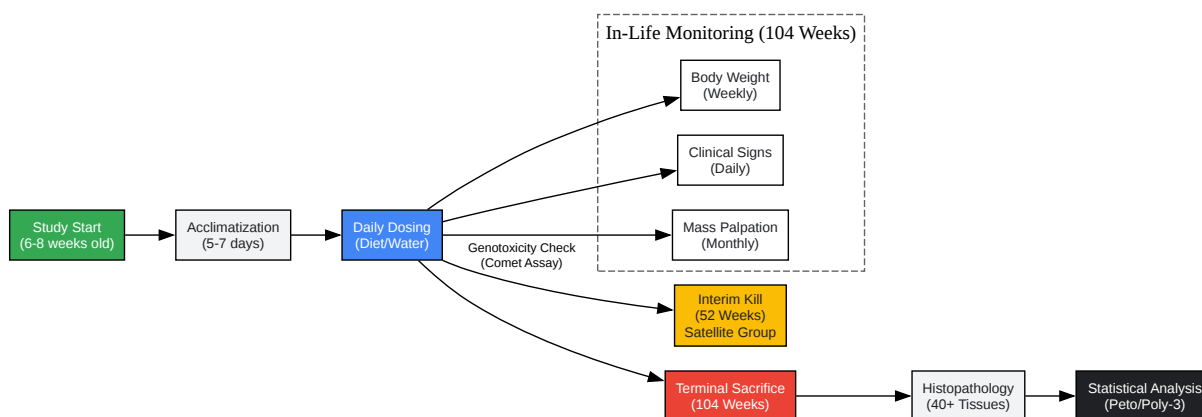 In-Life Monitoring (104 Weeks)
Body Weight
(Weekly)
Clinical Signs
(Daily)
Study Start
(6-8 weeks old)
Acclimatization
(5-7 days)
Daily Dosing
(Diet/Water)
Mass Palpation
(Monthly)
Genotoxicity Check
(Comet Assay)
Interim Kill
(52 Weeks)
Satellite Group
Terminal Sacrifice
(104 Weeks)
Histopathology
(40+ Tissues)
Statistical Analysis
(Peto/Poly-3)